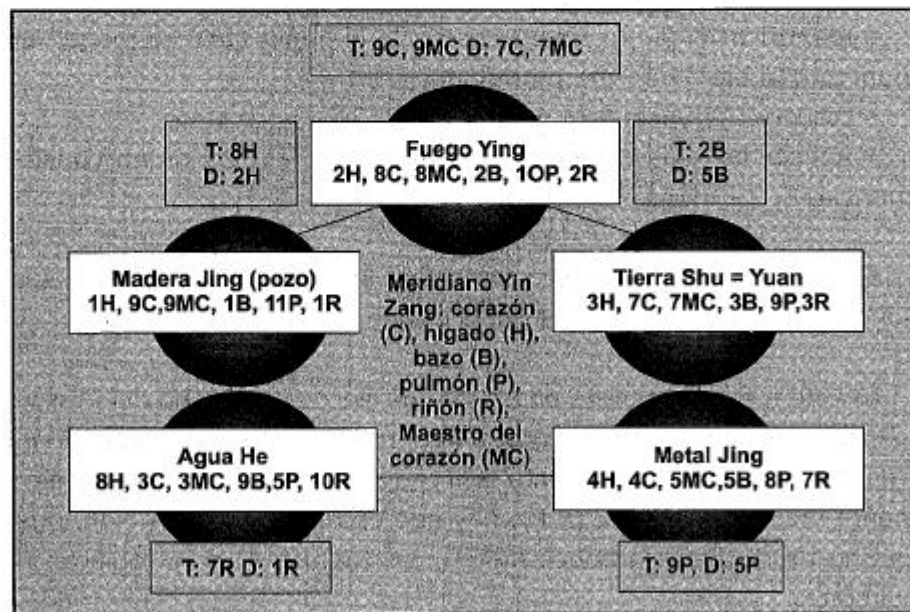 T: 9C, 9MC D: 7C, 7MC
T: 8H
D: 2H
Fuego Ying
2H, 8C, 8MC, 2B, 1OP, 2R
T: 2B
D: 5B
Madera Jing (pozo)
1H, 9C,9MC, 1B, 11P, 1R
Meridiano Yin
Zang: corazón
(C), hígado (H),
bazo (B),
pulmón (P),
riñón (R),
Maestro del
corazón (MC)
Tierra Shu = Yuan
3H, 7C, 7MC, 3B, 9P,3R
Agua He
8H, 3C, 3MC, 9B,5P, 10R
Metal Jing
4H, 4C, 5MC,5B, 8P, 7R
T: 7R D: 1R
T: 9P, D: 5P